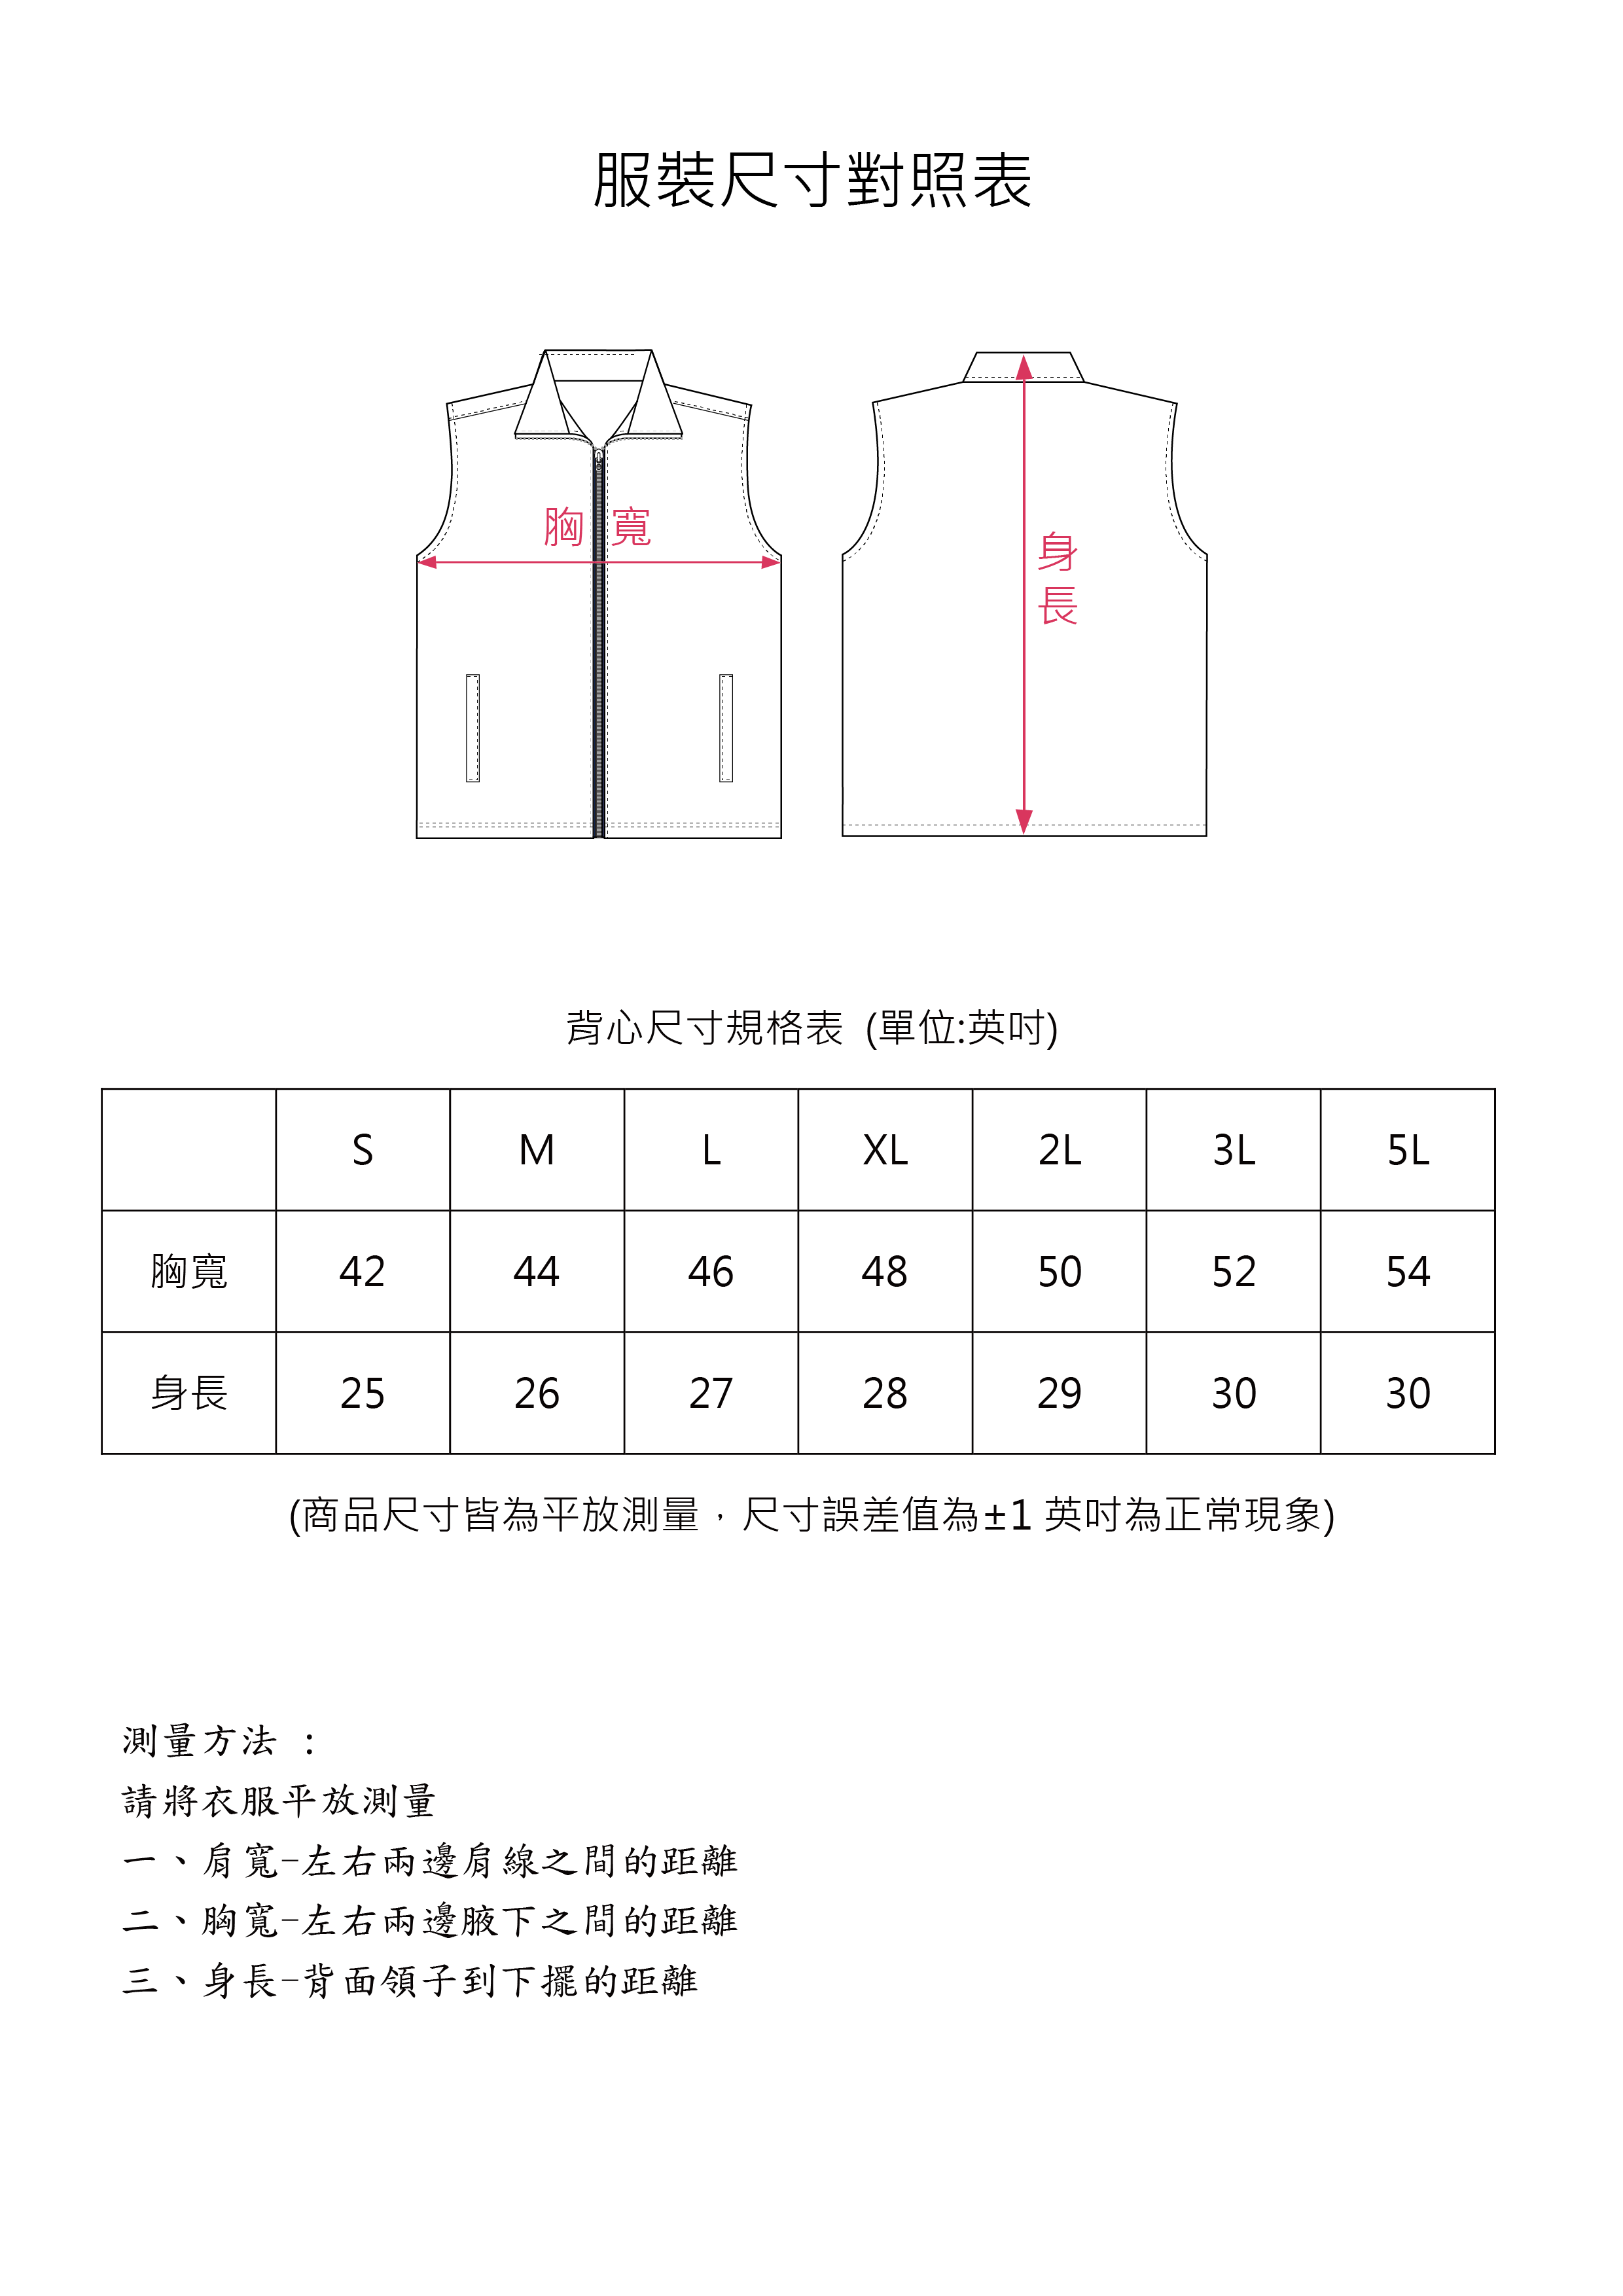 服裝尺寸對照表
胸 寬
身
長
背心尺寸規格表 (單位:英吋)
S M L XL 2L 3L 5L
胸寬 42 44 46 48 50 52 54
身長 25 26 27 28 29 30 30
(商品尺寸皆為平放測量，尺寸誤差值為±1 英吋為正常現象)
測量方法 :
請將衣服平放測量
一、肩寬-左右兩邊肩線之間的距離
二、胸寬-左右兩邊腋下之間的距離
三、身長-背面領子到下擺的距離